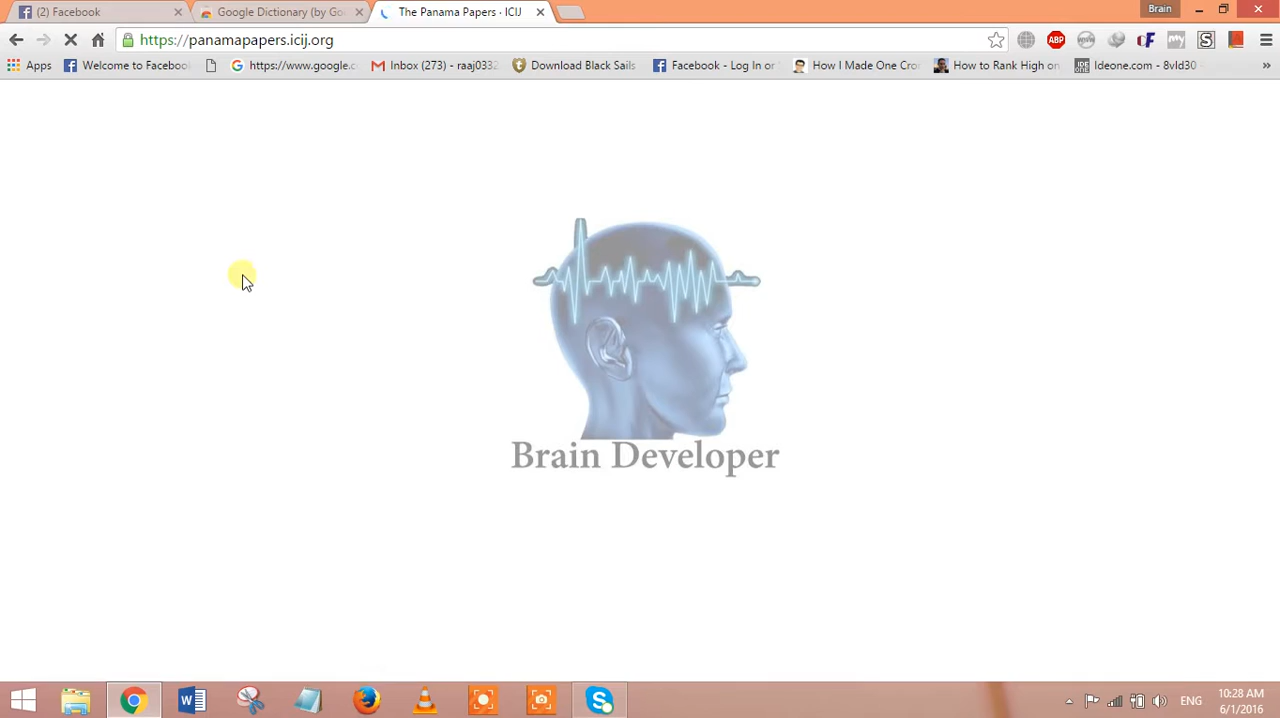 (2) Facebook
Google Dictionary (by Go
The Panama Papers · ICIJ
Brain
https://panamapapers.icij.org
ABP
Apps
Welcome to Faceboo
https://www.google.c
Inbox (273) - raaj033
Download Black Sails
Facebook - Log In or
How I Made One Cro
How to Rank High on
Ideone.com - 8vId30
»
Brain Developer
ENG
10:28 AM
6/1/2016